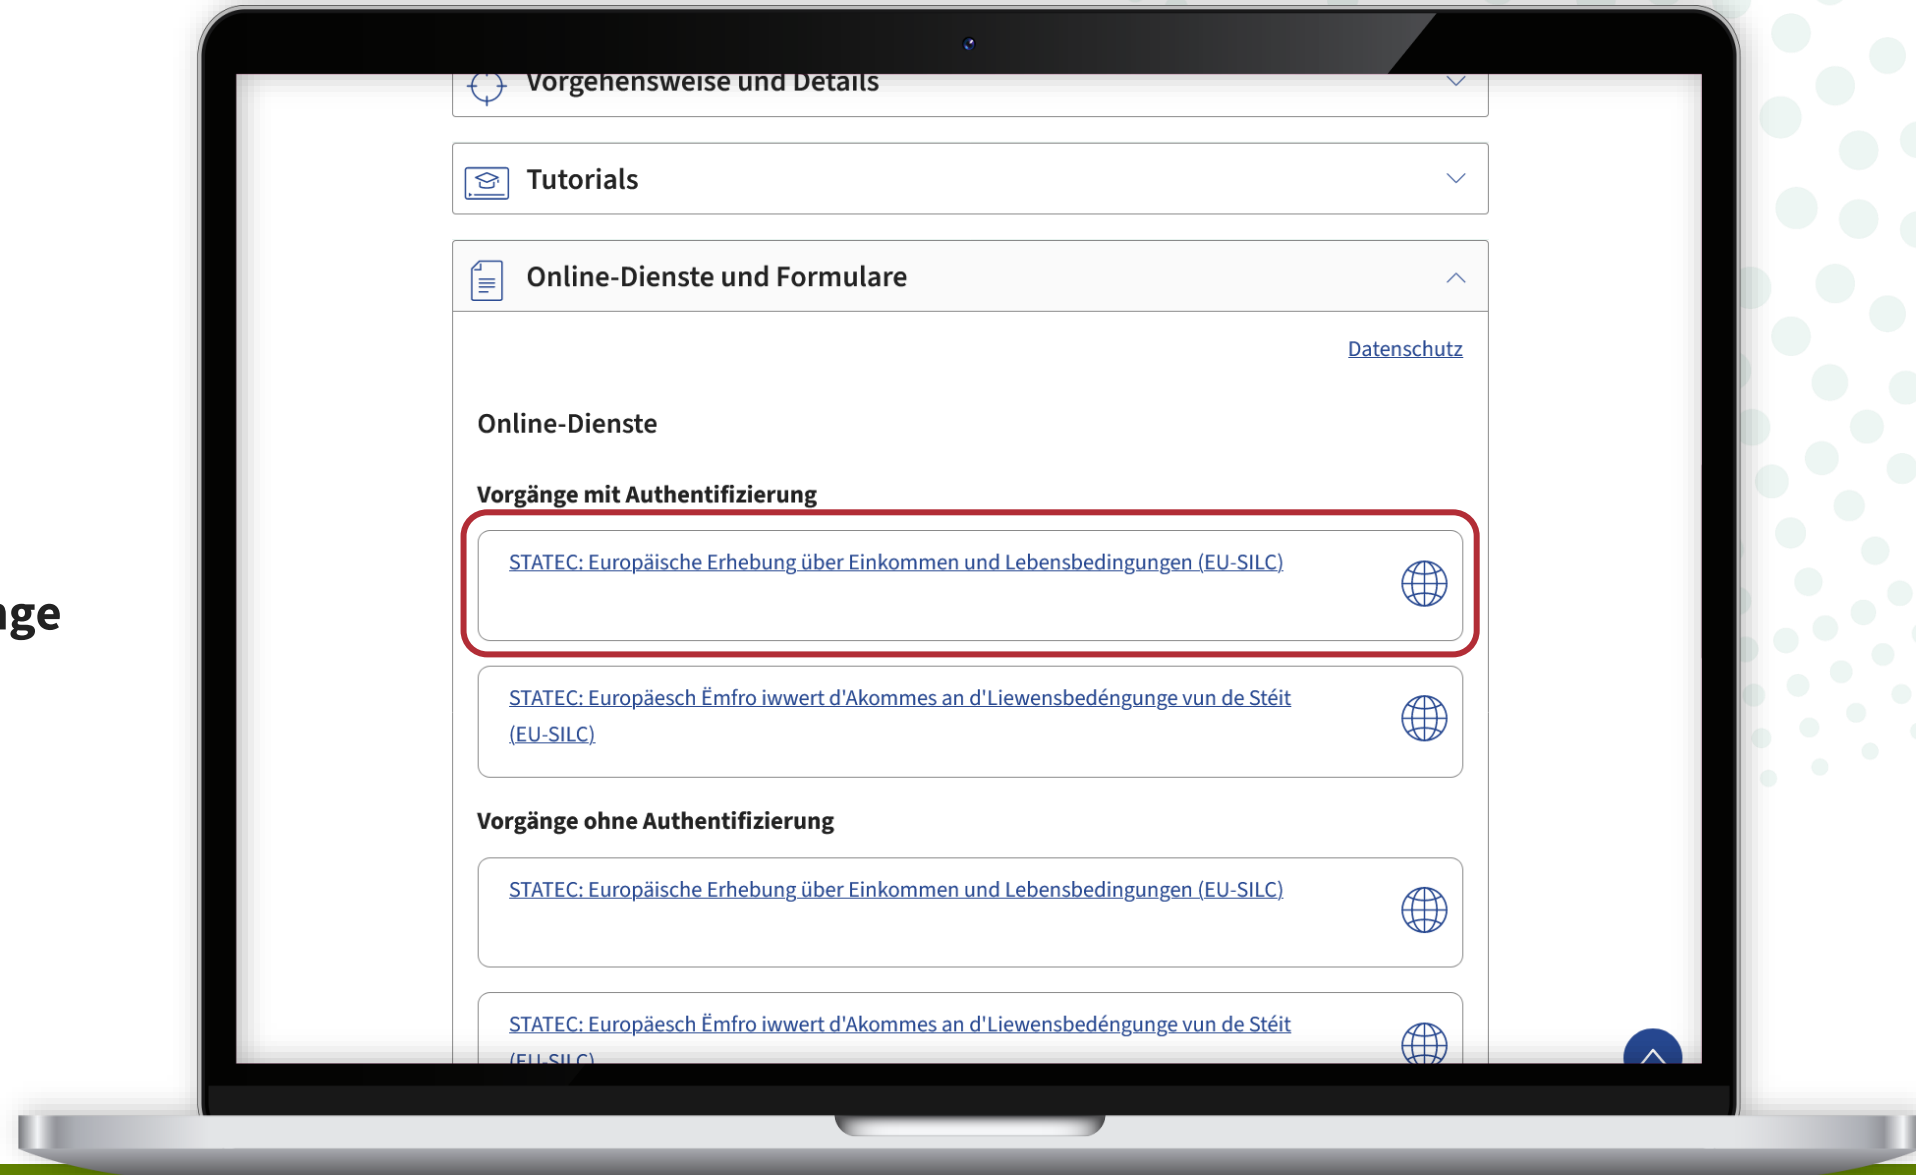 Vorgehensweise und Details
Tutorials
Online-Dienste und Formulare
Datenschutz
Online-Dienste
Vorgänge mit Authentifizierung
STATEC: Europäische Erhebung über Einkommen und Lebensbedingungen (EU-SILC)
nge
STATEC: Europäesch Ëmfro iwwert d'Akommes an d'Liewensbedéngunge vun de Stéit
(EU-SILC)
Vorgänge ohne Authentifizierung
STATEC: Europäische Erhebung über Einkommen und Lebensbedingungen (EU-SILC)
STATEC: Europäesch Ëmfro iwwert d'Akommes an d'Liewensbedéngunge vun de Stéit
(EU-SILC)